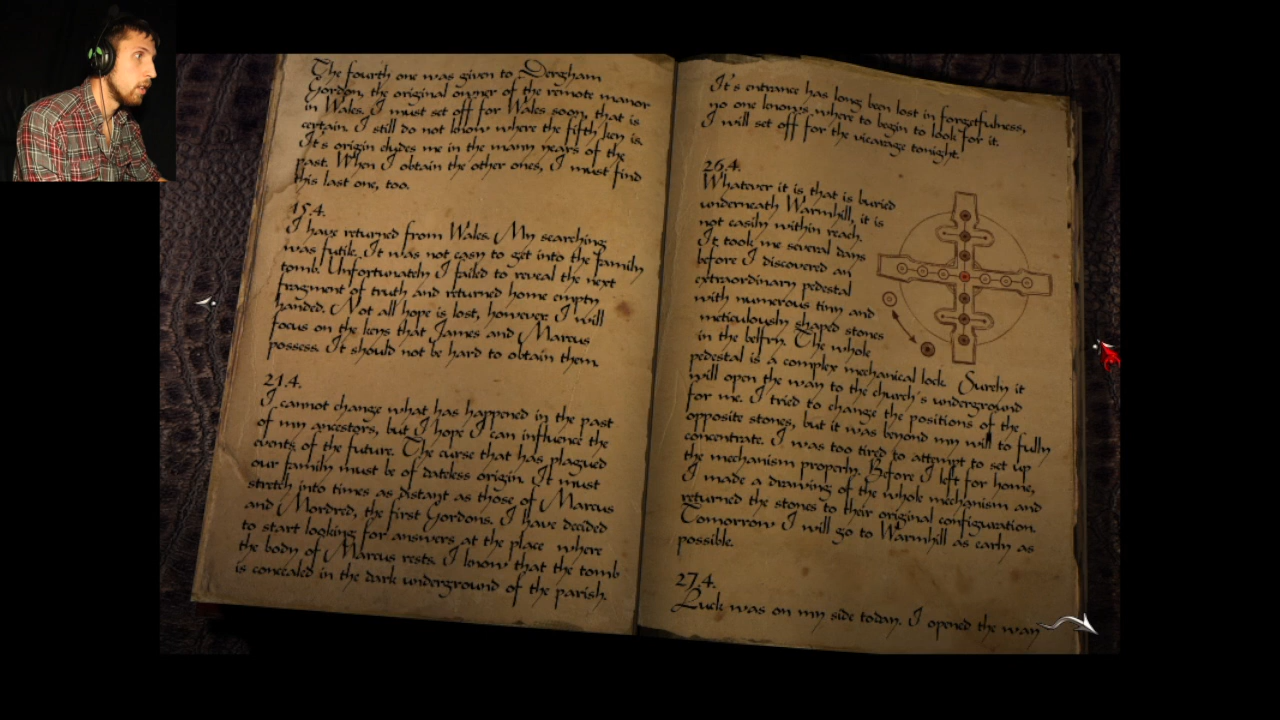 The fourth one was given to Dergham
Gordon, the original owner of the remote manor
in Wales. I must set off for Wales soon, that is
certain. I still do not know where the fifth key is.
It's origin eludes me in the many years of the
past. When I obtain the other ones, I must find
this last one, too.
15.4.
I have returned from Wales. My searching
was futile. It was not easy to get into the family
tomb. Unfortunately I failed to reveal the next
fragment of truth and returned home empty
handed. Not all hope is lost, however. I will
focus on the keys that James and Marcus
possess. It should not be hard to obtain them.
21.4.
I cannot change what has happened in the past
of my ancestors, but I hope I can influence the
events of the future. The curse that has plagued
our family must be of dateless origin. It must
stretch into times as distant as those of Marcus
and Mordred, the first Gordons. I have decided
to start looking for answers at the place where
the body of Marcus rests. I know that the tomb
is concealed in the dark underground of the parish.
It's entrance has long been lost in forgetfulness,
no one knows where to begin to look for it.
I will set off for the vicarage tonight.
26.4.
Whatever it is that is buried
underneath Warmhill, it is
not easily within reach.
It took me several days
before I discovered an
extraordinary pedestal
with numerous tiny and
meticulously shaped stones
in the belfry. The whole
pedestal is a complex mechanical lock. Surely it
will open the way to the church's underground
for me. I tried to change the positions of the
opposite stones, but it was beyond my will to fully
concentrate. I was too tired to attempt to set up
the mechanism properly. Before I left for home,
I made a drawing of the whole mechanism and
returned the stones to their original configuration.
Tomorrow I will go to Warmhill as early as
possible.
27.4.
Luck was on my side today. I opened the way